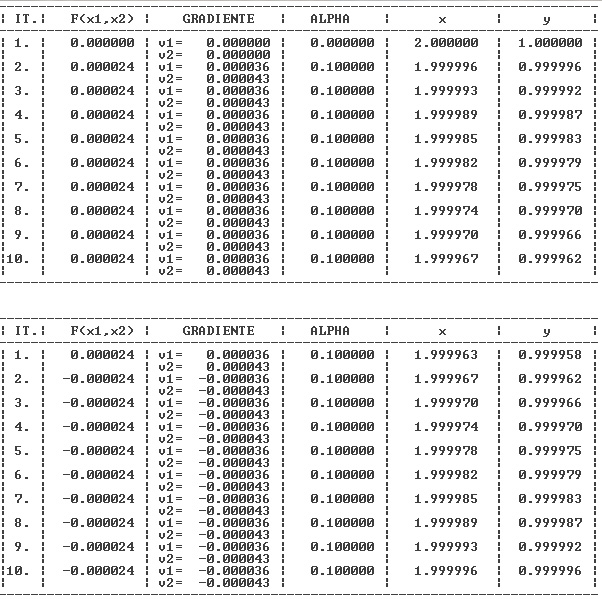 ¦ IT.¦ F(x1,x2) ¦ GRADIENTE ¦ ALPHA ¦ x ¦ y ¦
¦ 1. ¦ 0.000000 ¦ v1= 0.000000 ¦ 0.000000 ¦ 2.000000 ¦ 1.000000 ¦
¦ ¦ ¦ v2= 0.000000 ¦ ¦ ¦ ¦
¦ 2. ¦ 0.000024 ¦ v1= 0.000036 ¦ 0.100000 ¦ 1.999996 ¦ 0.999996 ¦
¦ ¦ ¦ v2= 0.000043 ¦ ¦ ¦ ¦
¦ 3. ¦ 0.000024 ¦ v1= 0.000036 ¦ 0.100000 ¦ 1.999993 ¦ 0.999992 ¦
¦ ¦ ¦ v2= 0.000043 ¦ ¦ ¦ ¦
¦ 4. ¦ 0.000024 ¦ v1= 0.000036 ¦ 0.100000 ¦ 1.999989 ¦ 0.999987 ¦
¦ ¦ ¦ v2= 0.000043 ¦ ¦ ¦ ¦
¦ 5. ¦ 0.000024 ¦ v1= 0.000036 ¦ 0.100000 ¦ 1.999985 ¦ 0.999983 ¦
¦ ¦ ¦ v2= 0.000043 ¦ ¦ ¦ ¦
¦ 6. ¦ 0.000024 ¦ v1= 0.000036 ¦ 0.100000 ¦ 1.999982 ¦ 0.999979 ¦
¦ ¦ ¦ v2= 0.000043 ¦ ¦ ¦ ¦
¦ 7. ¦ 0.000024 ¦ v1= 0.000036 ¦ 0.100000 ¦ 1.999978 ¦ 0.999975 ¦
¦ ¦ ¦ v2= 0.000043 ¦ ¦ ¦ ¦
¦ 8. ¦ 0.000024 ¦ v1= 0.000036 ¦ 0.100000 ¦ 1.999974 ¦ 0.999970 ¦
¦ ¦ ¦ v2= 0.000043 ¦ ¦ ¦ ¦
¦ 9. ¦ 0.000024 ¦ v1= 0.000036 ¦ 0.100000 ¦ 1.999970 ¦ 0.999966 ¦
¦ ¦ ¦ v2= 0.000043 ¦ ¦ ¦ ¦
¦10. ¦ 0.000024 ¦ v1= 0.000036 ¦ 0.100000 ¦ 1.999967 ¦ 0.999962 ¦
¦ ¦ ¦ v2= 0.000043 ¦ ¦ ¦ ¦
¦ IT.¦ F(x1,x2) ¦ GRADIENTE ¦ ALPHA ¦ x ¦ y ¦
¦ 1. ¦ 0.000024 ¦ v1= 0.000036 ¦ 0.100000 ¦ 1.999963 ¦ 0.999958 ¦
¦ ¦ ¦ v2= 0.000043 ¦ ¦ ¦ ¦
¦ 2. ¦ -0.000024 ¦ v1= -0.000036 ¦ 0.100000 ¦ 1.999967 ¦ 0.999962 ¦
¦ ¦ ¦ v2= -0.000043 ¦ ¦ ¦ ¦
¦ 3. ¦ -0.000024 ¦ v1= -0.000036 ¦ 0.100000 ¦ 1.999970 ¦ 0.999966 ¦
¦ ¦ ¦ v2= -0.000043 ¦ ¦ ¦ ¦
¦ 4. ¦ -0.000024 ¦ v1= -0.000036 ¦ 0.100000 ¦ 1.999974 ¦ 0.999970 ¦
¦ ¦ ¦ v2= -0.000043 ¦ ¦ ¦ ¦
¦ 5. ¦ -0.000024 ¦ v1= -0.000036 ¦ 0.100000 ¦ 1.999978 ¦ 0.999975 ¦
¦ ¦ ¦ v2= -0.000043 ¦ ¦ ¦ ¦
¦ 6. ¦ -0.000024 ¦ v1= -0.000036 ¦ 0.100000 ¦ 1.999982 ¦ 0.999979 ¦
¦ ¦ ¦ v2= -0.000043 ¦ ¦ ¦ ¦
¦ 7. ¦ -0.000024 ¦ v1= -0.000036 ¦ 0.100000 ¦ 1.999985 ¦ 0.999983 ¦
¦ ¦ ¦ v2= -0.000043 ¦ ¦ ¦ ¦
¦ 8. ¦ -0.000024 ¦ v1= -0.000036 ¦ 0.100000 ¦ 1.999989 ¦ 0.999987 ¦
¦ ¦ ¦ v2= -0.000043 ¦ ¦ ¦ ¦
¦ 9. ¦ -0.000024 ¦ v1= -0.000036 ¦ 0.100000 ¦ 1.999993 ¦ 0.999992 ¦
¦ ¦ ¦ v2= -0.000043 ¦ ¦ ¦ ¦
¦10. ¦ -0.000024 ¦ v1= -0.000036 ¦ 0.100000 ¦ 1.999996 ¦ 0.999996 ¦
¦ ¦ ¦ v2= -0.000043 ¦ ¦ ¦ ¦